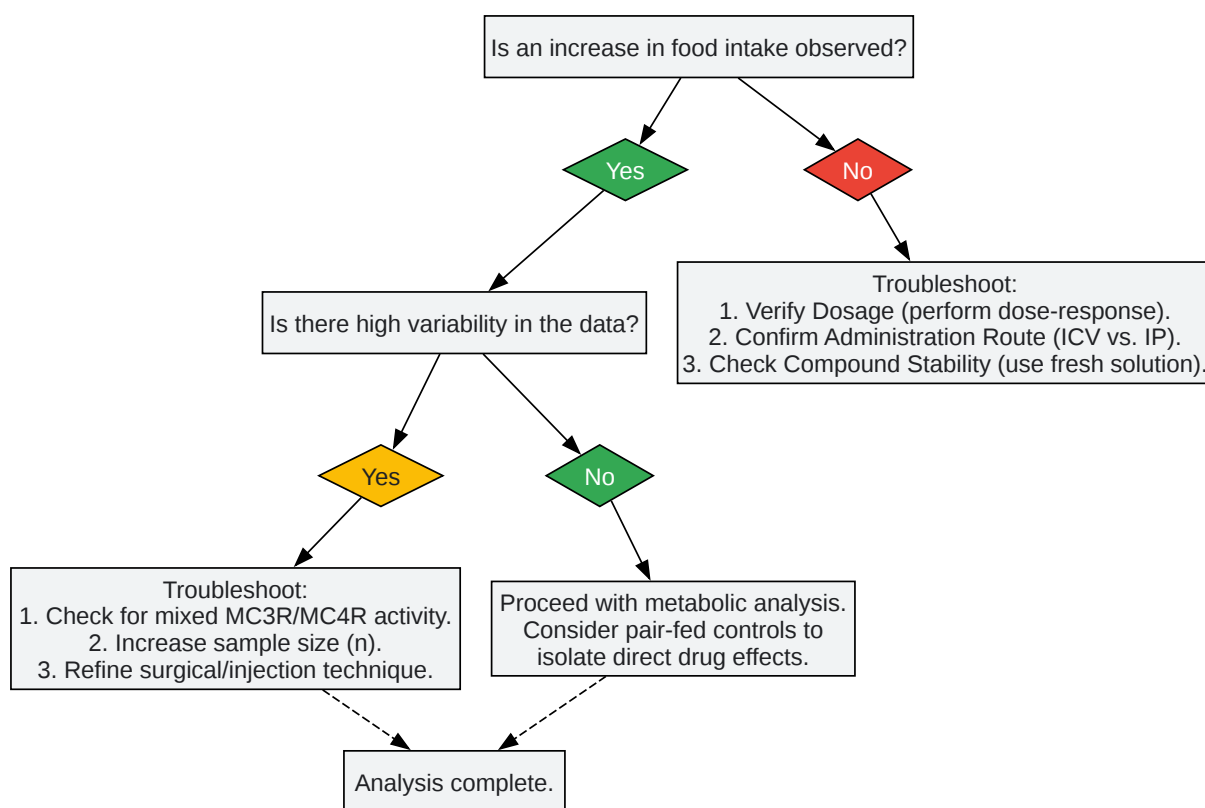 Is an increase in food intake observed?
Yes
No
Troubleshoot:
1. Verify Dosage (perform dose-response).
2. Confirm Administration Route (ICV vs. IP).
3. Check Compound Stability (use fresh solution).
Is there high variability in the data?
Yes
No
Troubleshoot:
1. Check for mixed MC3R/MC4R activity.
2. Increase sample size (n).
3. Refine surgical/injection technique.
Proceed with metabolic analysis.
Consider pair-fed controls to
isolate direct drug effects.
Analysis complete.